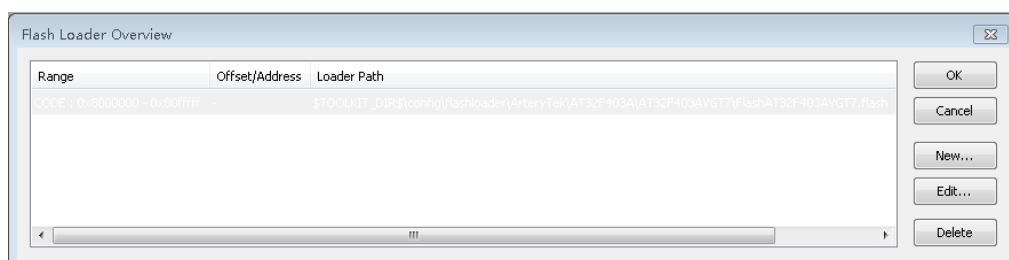 Flash Loader Overview
Range Offset/Address Loader Path
CODE : 0x8000000 - 0x80fffff - $TOOLKIT_DIR$\config\flashloader\ArteryTek\AT32F403A\AT32F403AVGT7\FlashAT32F403AVGT7.flash
OK
Cancel
New...
Edit...
Delete